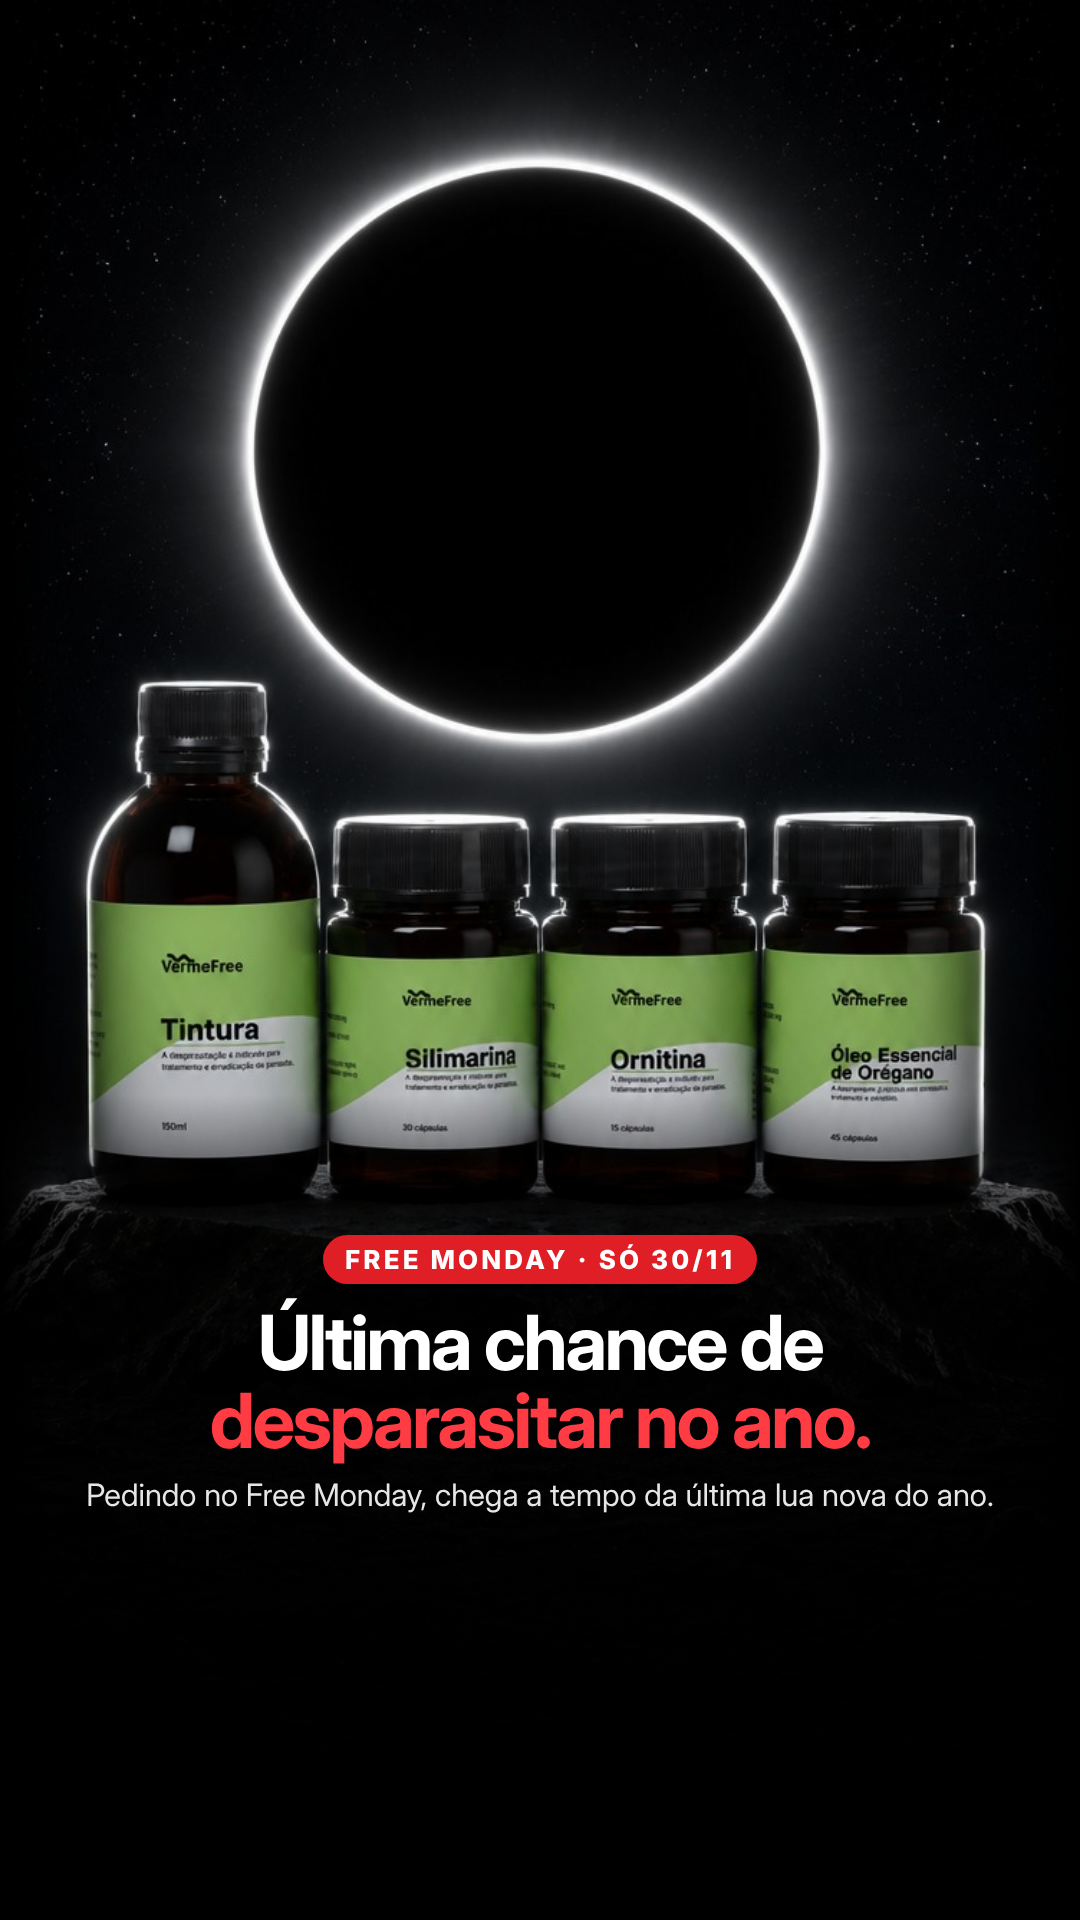 VermeFree
Tintura
150ml
VermeFree
Silimarina
30 cápsulas
VermeFree
Ornitina
15 cápsulas
VermeFree
Óleo Essencial
de Orégano
45 cápsulas
FREE MONDAY · SÓ 30/11
Última chance de
desparasitar no ano.
Pedindo no Free Monday, chega a tempo da última lua nova do ano.